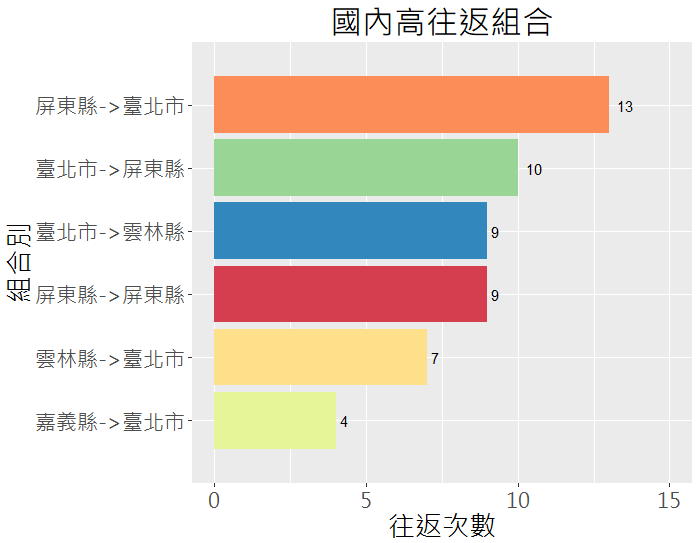 國內高往返組合
組合別
屏東縣->臺北市 13
臺北市->屏東縣 10
臺北市->雲林縣 9
屏東縣->屏東縣 9
雲林縣->臺北市 7
嘉義縣->臺北市 4
0 5 10 15
往返次數